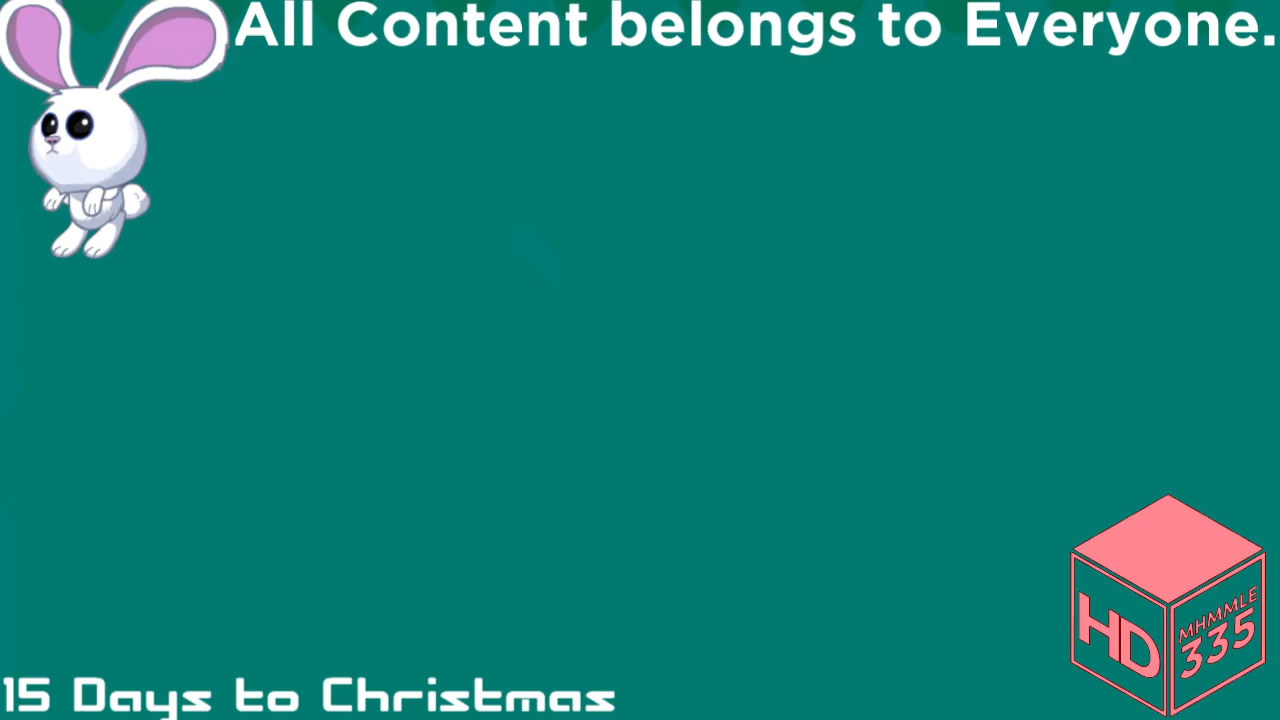 All Content belongs to Everyone.
HD
MHMMLE
335
15 Days to Christmas